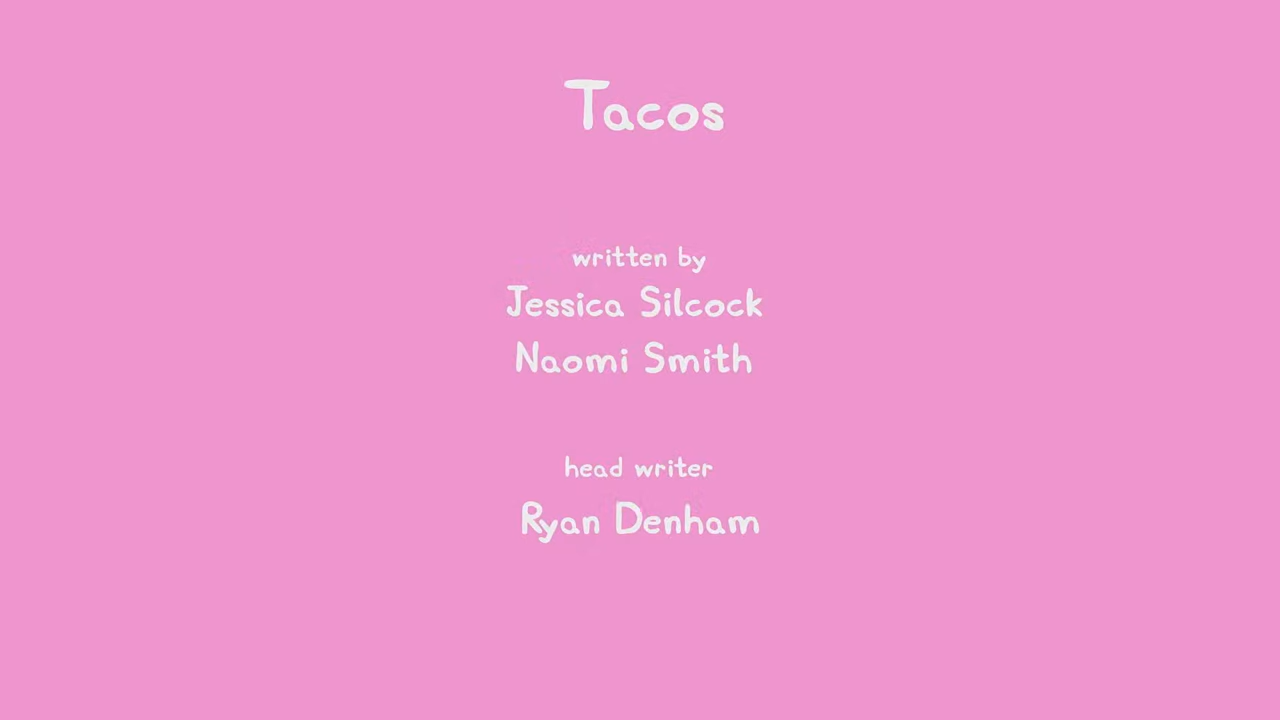 Tacos
written by
Jessica Silcock
Naomi Smith
head writer
Ryan Denham